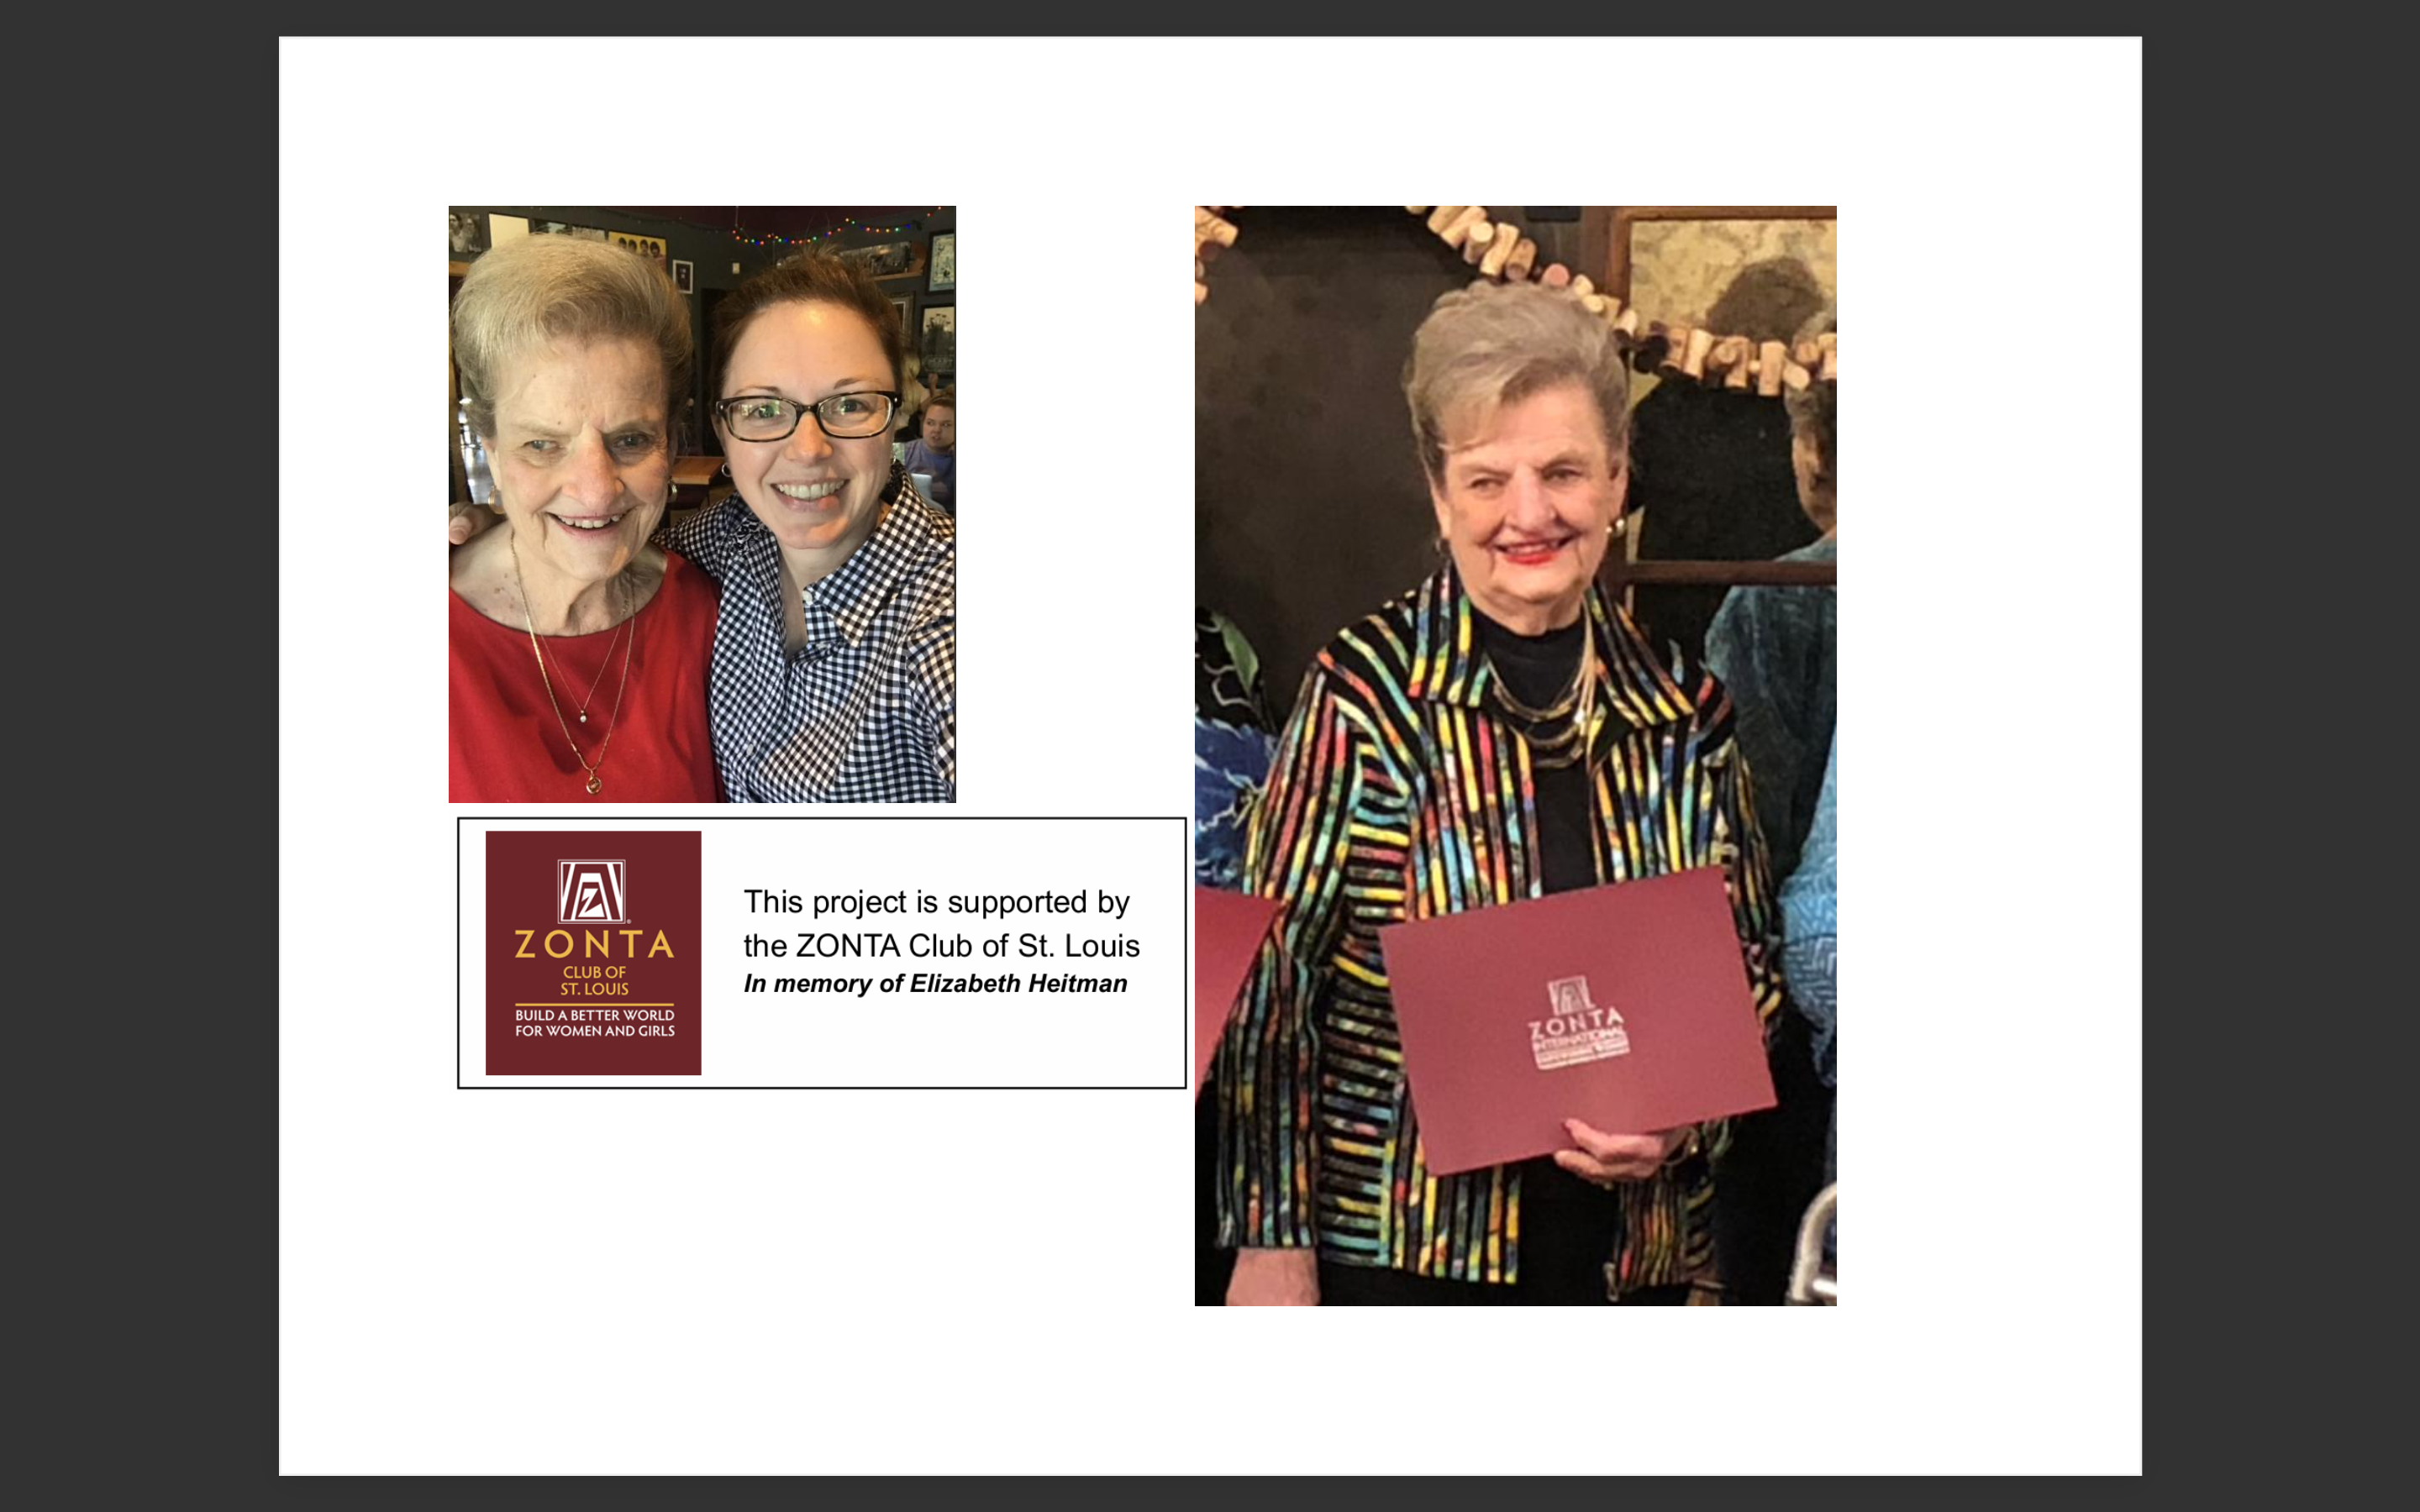 ZONTA
CLUB OF
ST. LOUIS
BUILD A BETTER WORLD
FOR WOMEN AND GIRLS
This project is supported by
the ZONTA Club of St. Louis
In memory of Elizabeth Heitman
ZONTA
INTERNATIONAL